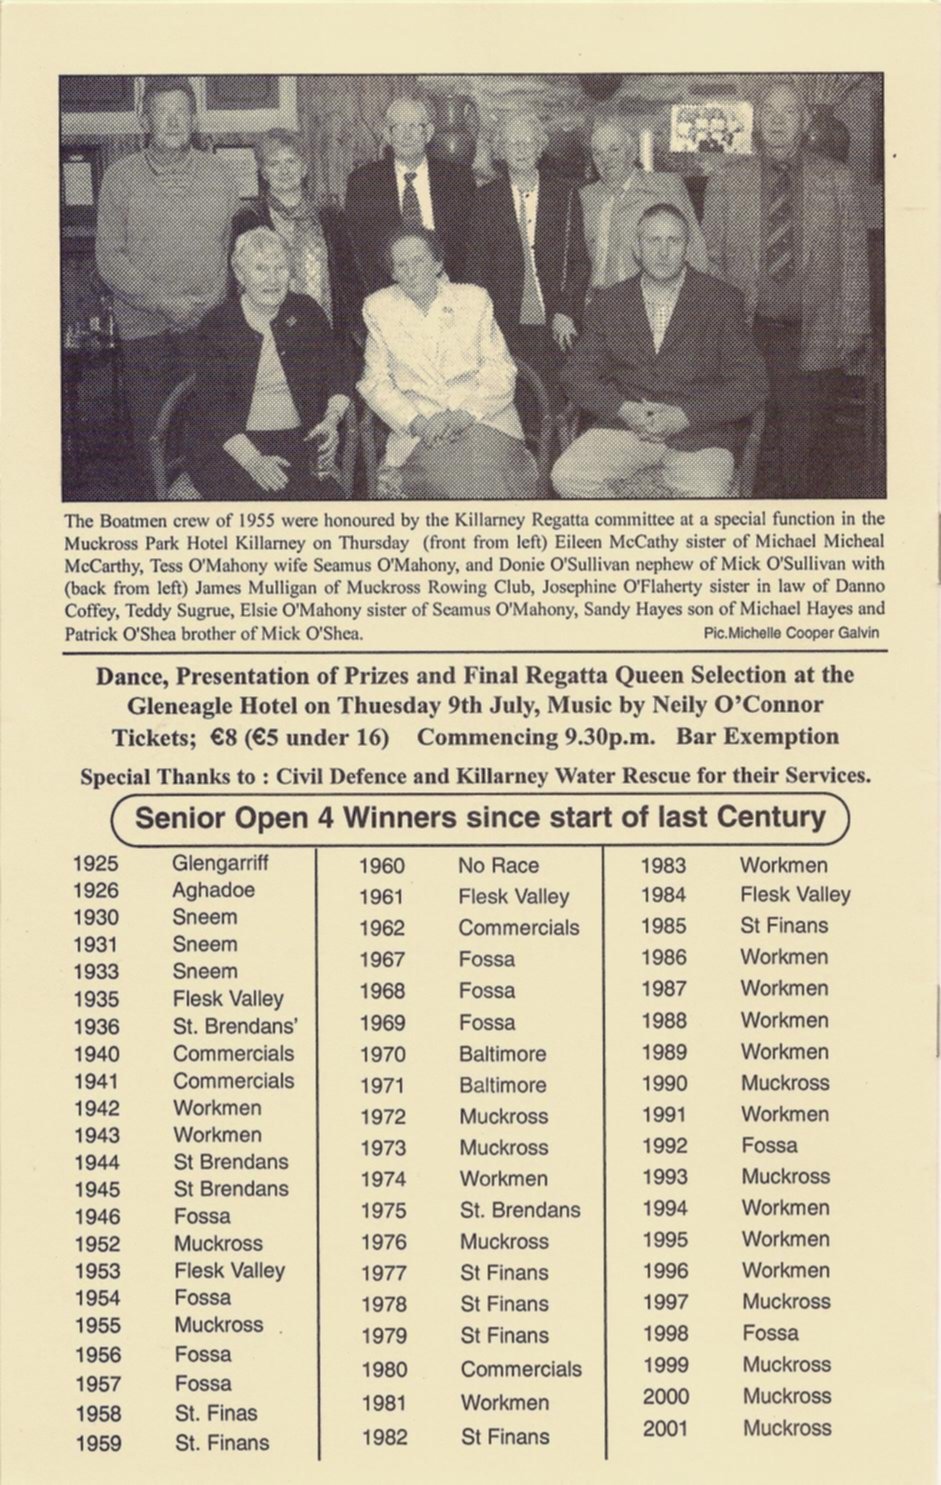 The Boatmen crew of 1955 were honoured by the Killarney Regatta committee at a special function in the
Muckross Park Hotel Killarney on Thursday (front from left) Eileen McCathy sister of Michael Micheal
McCarthy, Tess O'Mahony wife Seamus O'Mahony, and Donie O'Sullivan nephew of Mick O'Sullivan with
(back from left) James Mulligan of Muckross Rowing Club, Josephine O'Flaherty sister in law of Danno
Coffey, Teddy Sugrue, Elsie O'Mahony sister of Seamus O'Mahony, Sandy Hayes son of Michael Hayes and
Patrick O'Shea brother of Mick O'Shea. Pic.Michelle Cooper Galvin
Dance, Presentation of Prizes and Final Regatta Queen Selection at the
Gleneagle Hotel on Thuesday 9th July, Music by Neily O'Connor
Tickets; €8 (€5 under 16) Commencing 9.30p.m. Bar Exemption
Special Thanks to : Civil Defence and Killarney Water Rescue for their Services.
Senior Open 4 Winners since start of last Century
1925 Glengarriff
1926 Aghadoe
1930 Sneem
1931 Sneem
1933 Sneem
1935 Flesk Valley
1936 St. Brendans'
1940 Commercials
1941 Commercials
1942 Workmen
1943 Workmen
1944 St Brendans
1945 St Brendans
1946 Fossa
1952 Muckross
1953 Flesk Valley
1954 Fossa
1955 Muckross
1956 Fossa
1957 Fossa
1958 St. Finas
1959 St. Finans
1960 No Race
1961 Flesk Valley
1962 Commercials
1967 Fossa
1968 Fossa
1969 Fossa
1970 Baltimore
1971 Baltimore
1972 Muckross
1973 Muckross
1974 Workmen
1975 St. Brendans
1976 Muckross
1977 St Finans
1978 St Finans
1979 St Finans
1980 Commercials
1981 Workmen
1982 St Finans
1983 Workmen
1984 Flesk Valley
1985 St Finans
1986 Workmen
1987 Workmen
1988 Workmen
1989 Workmen
1990 Muckross
1991 Workmen
1992 Fossa
1993 Muckross
1994 Workmen
1995 Workmen
1996 Workmen
1997 Muckross
1998 Fossa
1999 Muckross
2000 Muckross
2001 Muckross